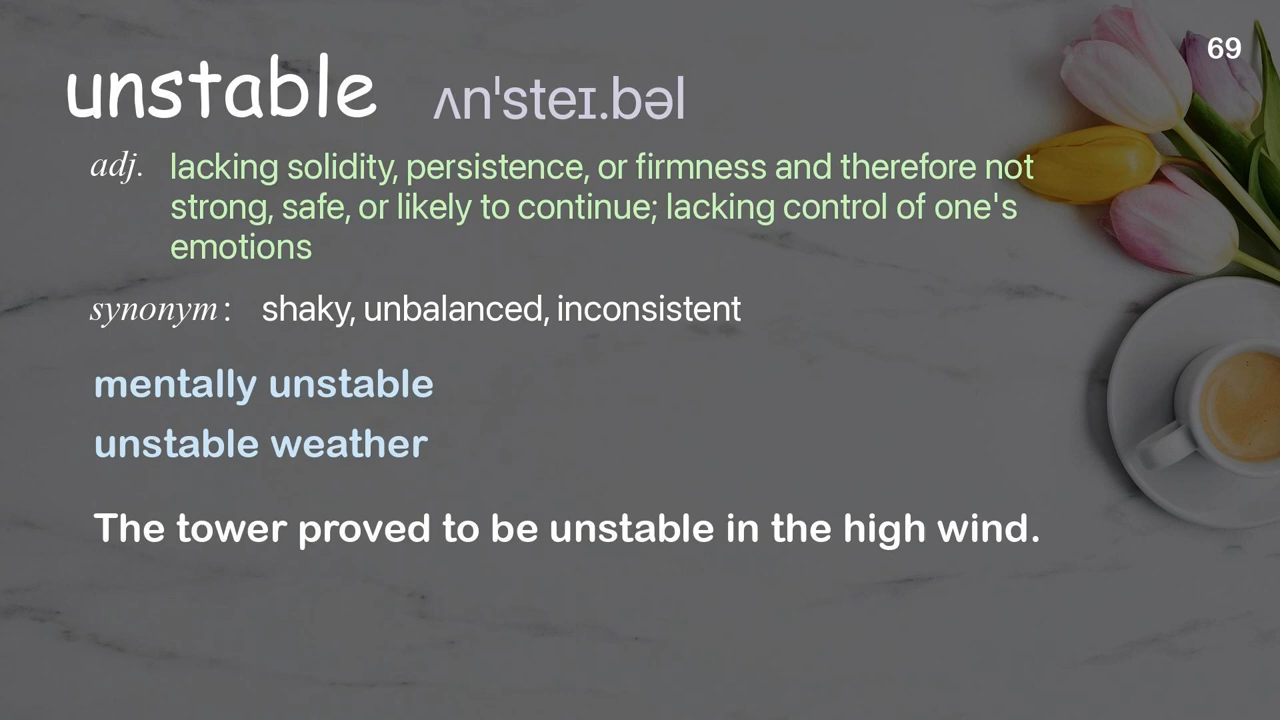 69
unstable ʌn'steɪ.bəl
adj. lacking solidity, persistence, or firmness and therefore not
strong, safe, or likely to continue; lacking control of one's
emotions
synonym: shaky, unbalanced, inconsistent
mentally unstable
unstable weather
The tower proved to be unstable in the high wind.